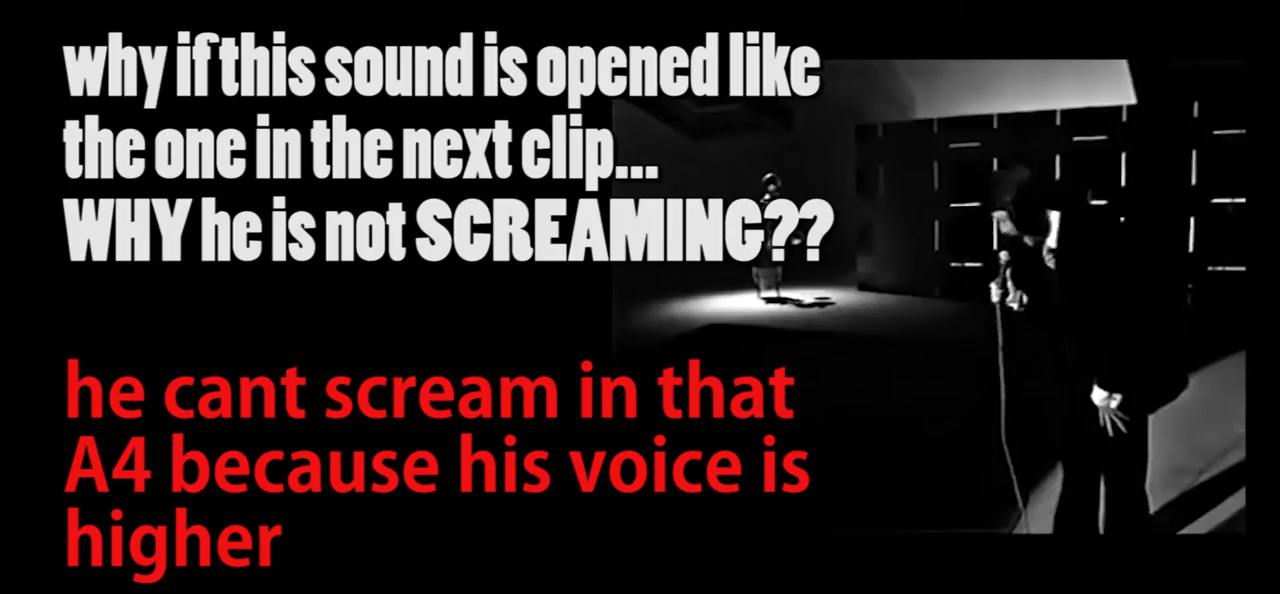 why if this sound is opened like
the one in the next clip...
WHY he is not SCREAMING??
he cant scream in that
A4 because his voice is
higher